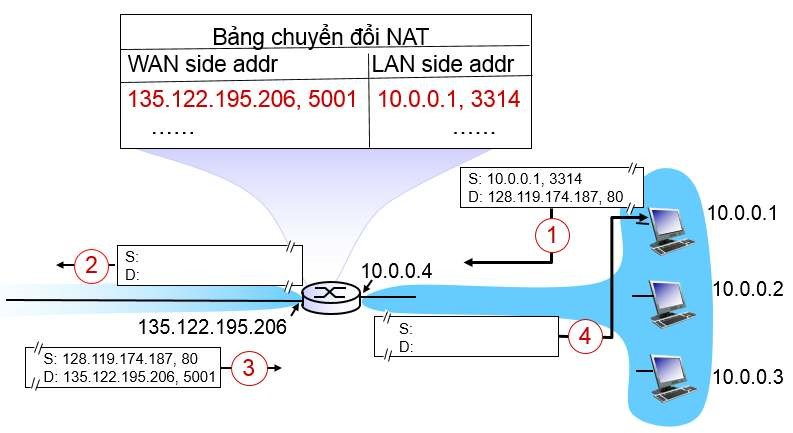 Bảng chuyển đổi NAT
WAN side addr LAN side addr
135.122.195.206, 5001 10.0.0.1, 3314
…… ……
S: 10.0.0.1, 3314
D: 128.119.174.187, 80
10.0.0.1
1
2
S:
D:
10.0.0.4
10.0.0.2
135.122.195.206
S:
D:
4
S: 128.119.174.187, 80
D: 135.122.195.206, 5001
3
10.0.0.3